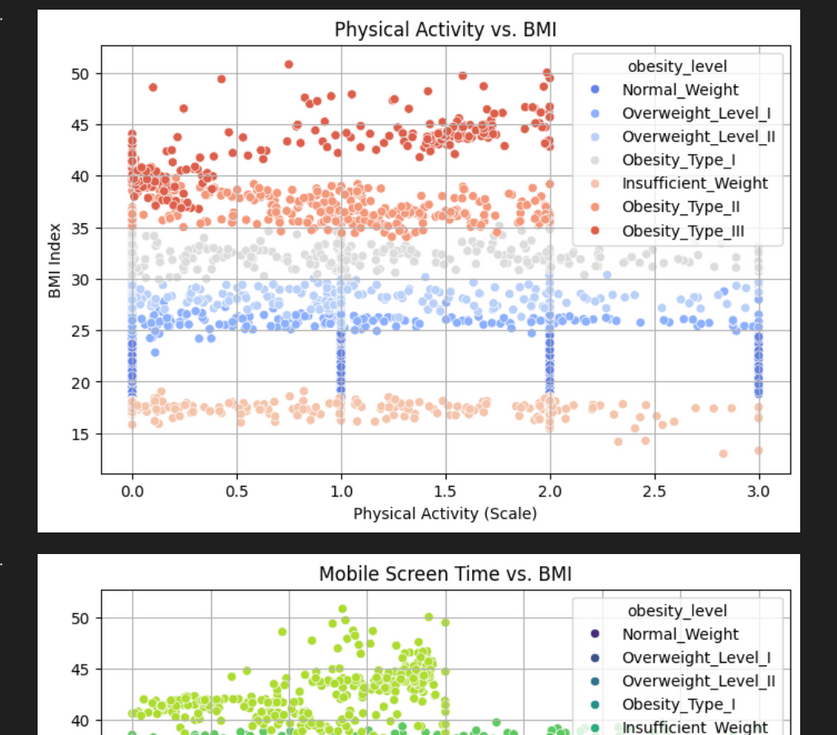 Physical Activity vs. BMI
obesity_level
Normal_Weight
Overweight_Level_I
Overweight_Level_II
Obesity_Type_I
Insufficient_Weight
Obesity_Type_II
Obesity_Type_III
BMI Index
50
45
40
35
30
25
20
15
0.0 0.5 1.0 1.5 2.0 2.5 3.0
Physical Activity (Scale)
Mobile Screen Time vs. BMI
obesity_level
Normal_Weight
Overweight_Level_I
Overweight_Level_II
Obesity_Type_I
Insufficient_Weight
50
45
40